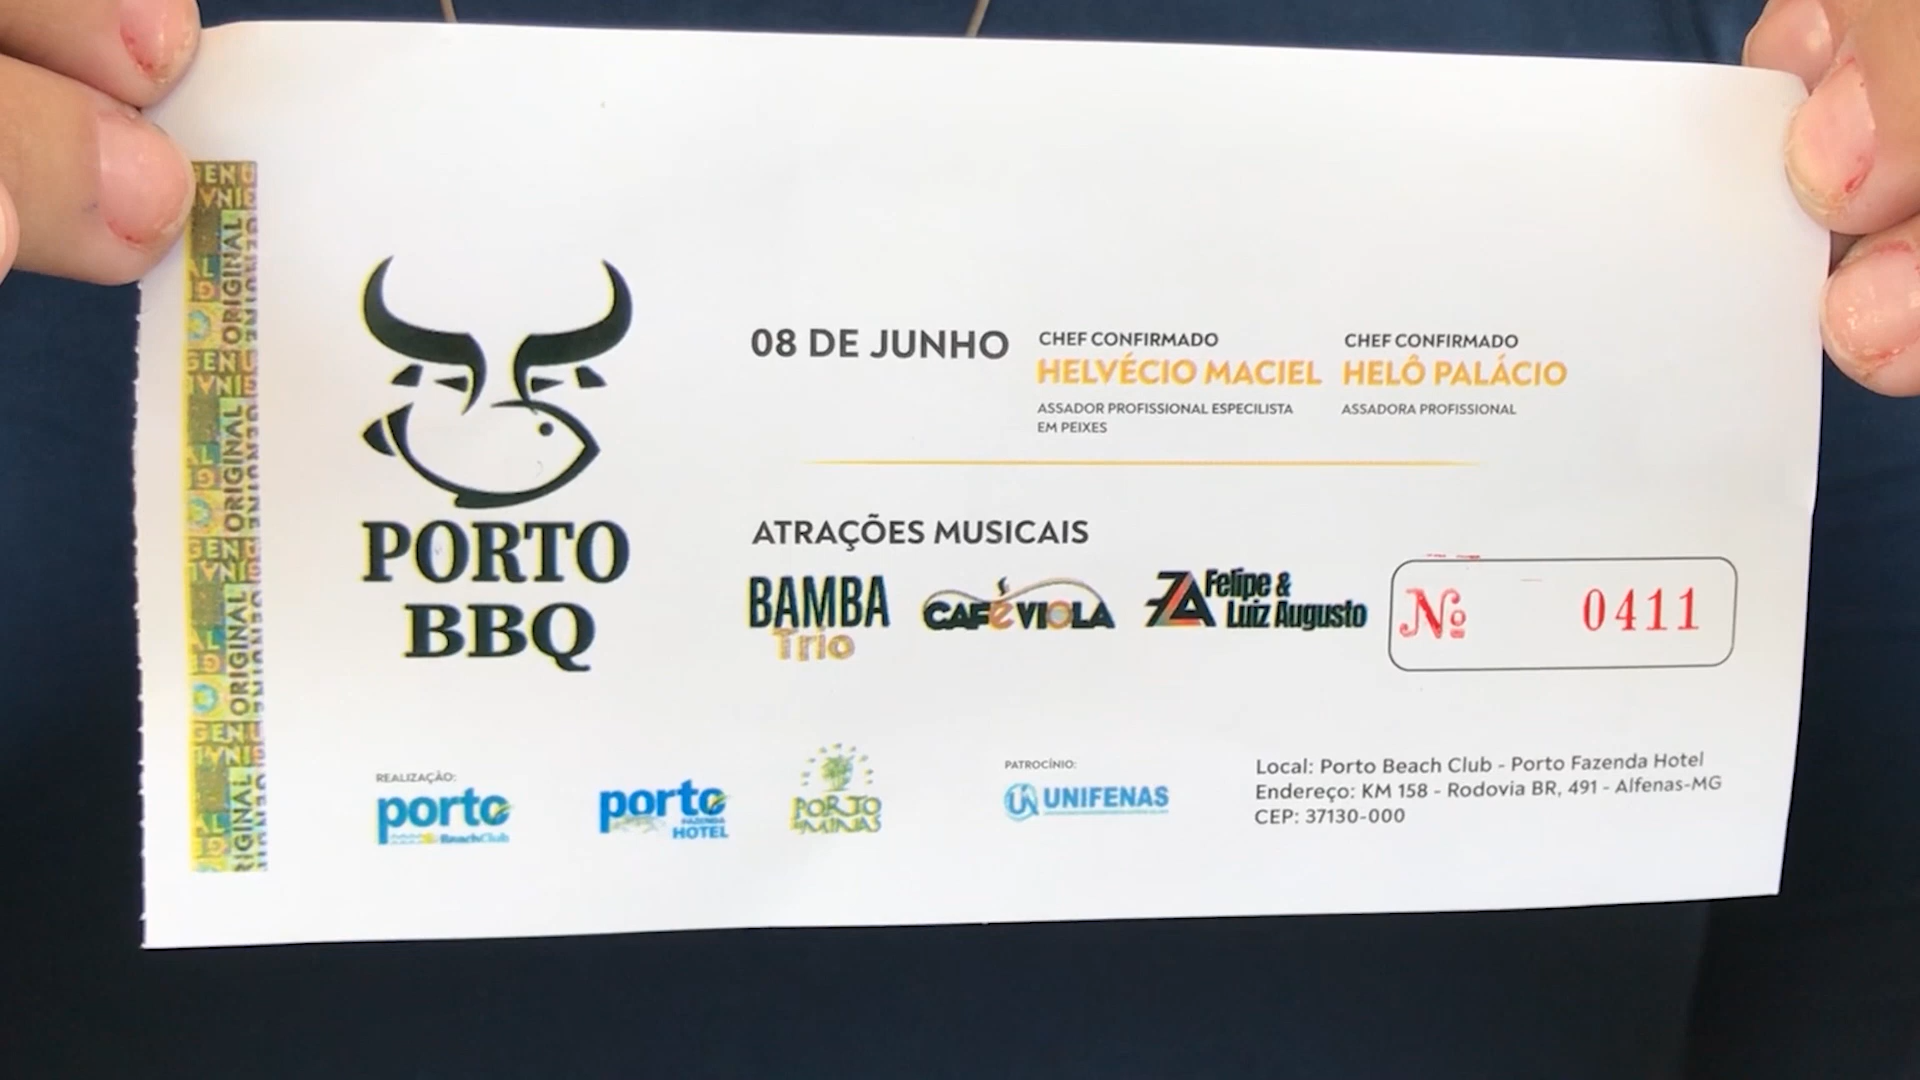 PORTO
BBQ
08 DE JUNHO
CHEF CONFIRMADO
HELVÉCIO MACIEL
ASSADOR PROFISSIONAL ESPECILISTA
EM PEIXES
CHEF CONFIRMADO
HELÔ PALÁCIO
ASSADORA PROFISSIONAL
ATRAÇÕES MUSICAIS
BAMBA
Trio
CAFÉ VIOLA
Felipe &
Luiz Augusto
Nº 0411
REALIZAÇÃO:
porto
BeachClub
porto
FAZENDA
HOTEL
PORTO
MINAS
PATROCÍNIO:
UNIFENAS
Local: Porto Beach Club - Porto Fazenda Hotel
Endereço: KM 158 - Rodovia BR, 491 - Alfenas-MG
CEP: 37130-000
ORIGINAL
ORIGINAL
ORIGINAL